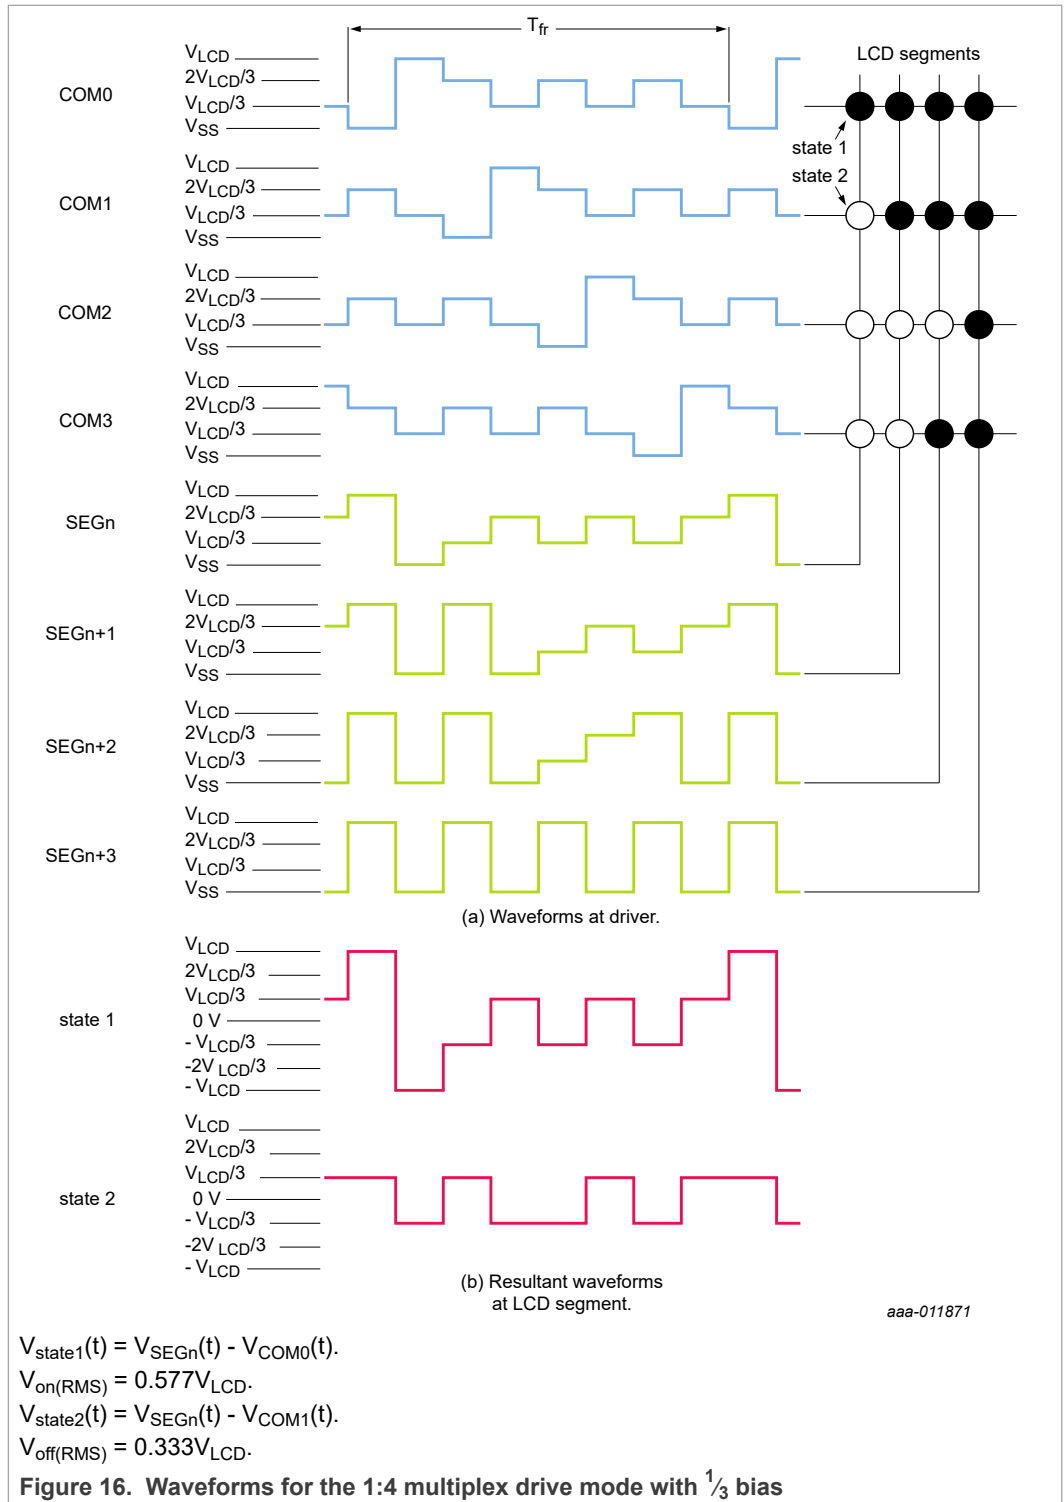 T_fr
LCD segments
COM0
V_LCD
2V_LCD/3
V_LCD/3
V_SS
state 1
state 2
COM1
V_LCD
2V_LCD/3
V_LCD/3
V_SS
COM2
V_LCD
2V_LCD/3
V_LCD/3
V_SS
COM3
V_LCD
2V_LCD/3
V_LCD/3
V_SS
SEGn
V_LCD
2V_LCD/3
V_LCD/3
V_SS
SEGn+1
V_LCD
2V_LCD/3
V_LCD/3
V_SS
SEGn+2
V_LCD
2V_LCD/3
V_LCD/3
V_SS
SEGn+3
V_LCD
2V_LCD/3
V_LCD/3
V_SS
(a) Waveforms at driver.
state 1
V_LCD
2V_LCD/3
V_LCD/3
0 V
- V_LCD/3
-2V_LCD/3
- V_LCD
state 2
V_LCD
2V_LCD/3
V_LCD/3
0 V
- V_LCD/3
-2V_LCD/3
- V_LCD
(b) Resultant waveforms
at LCD segment.
aaa-011871
V_state1(t) = V_SEGn(t) - V_COM0(t).
V_on(RMS) = 0.577V_LCD.
V_state2(t) = V_SEGn(t) - V_COM1(t).
V_off(RMS) = 0.333V_LCD.
Figure 16. Waveforms for the 1:4 multiplex drive mode with 1/3 bias